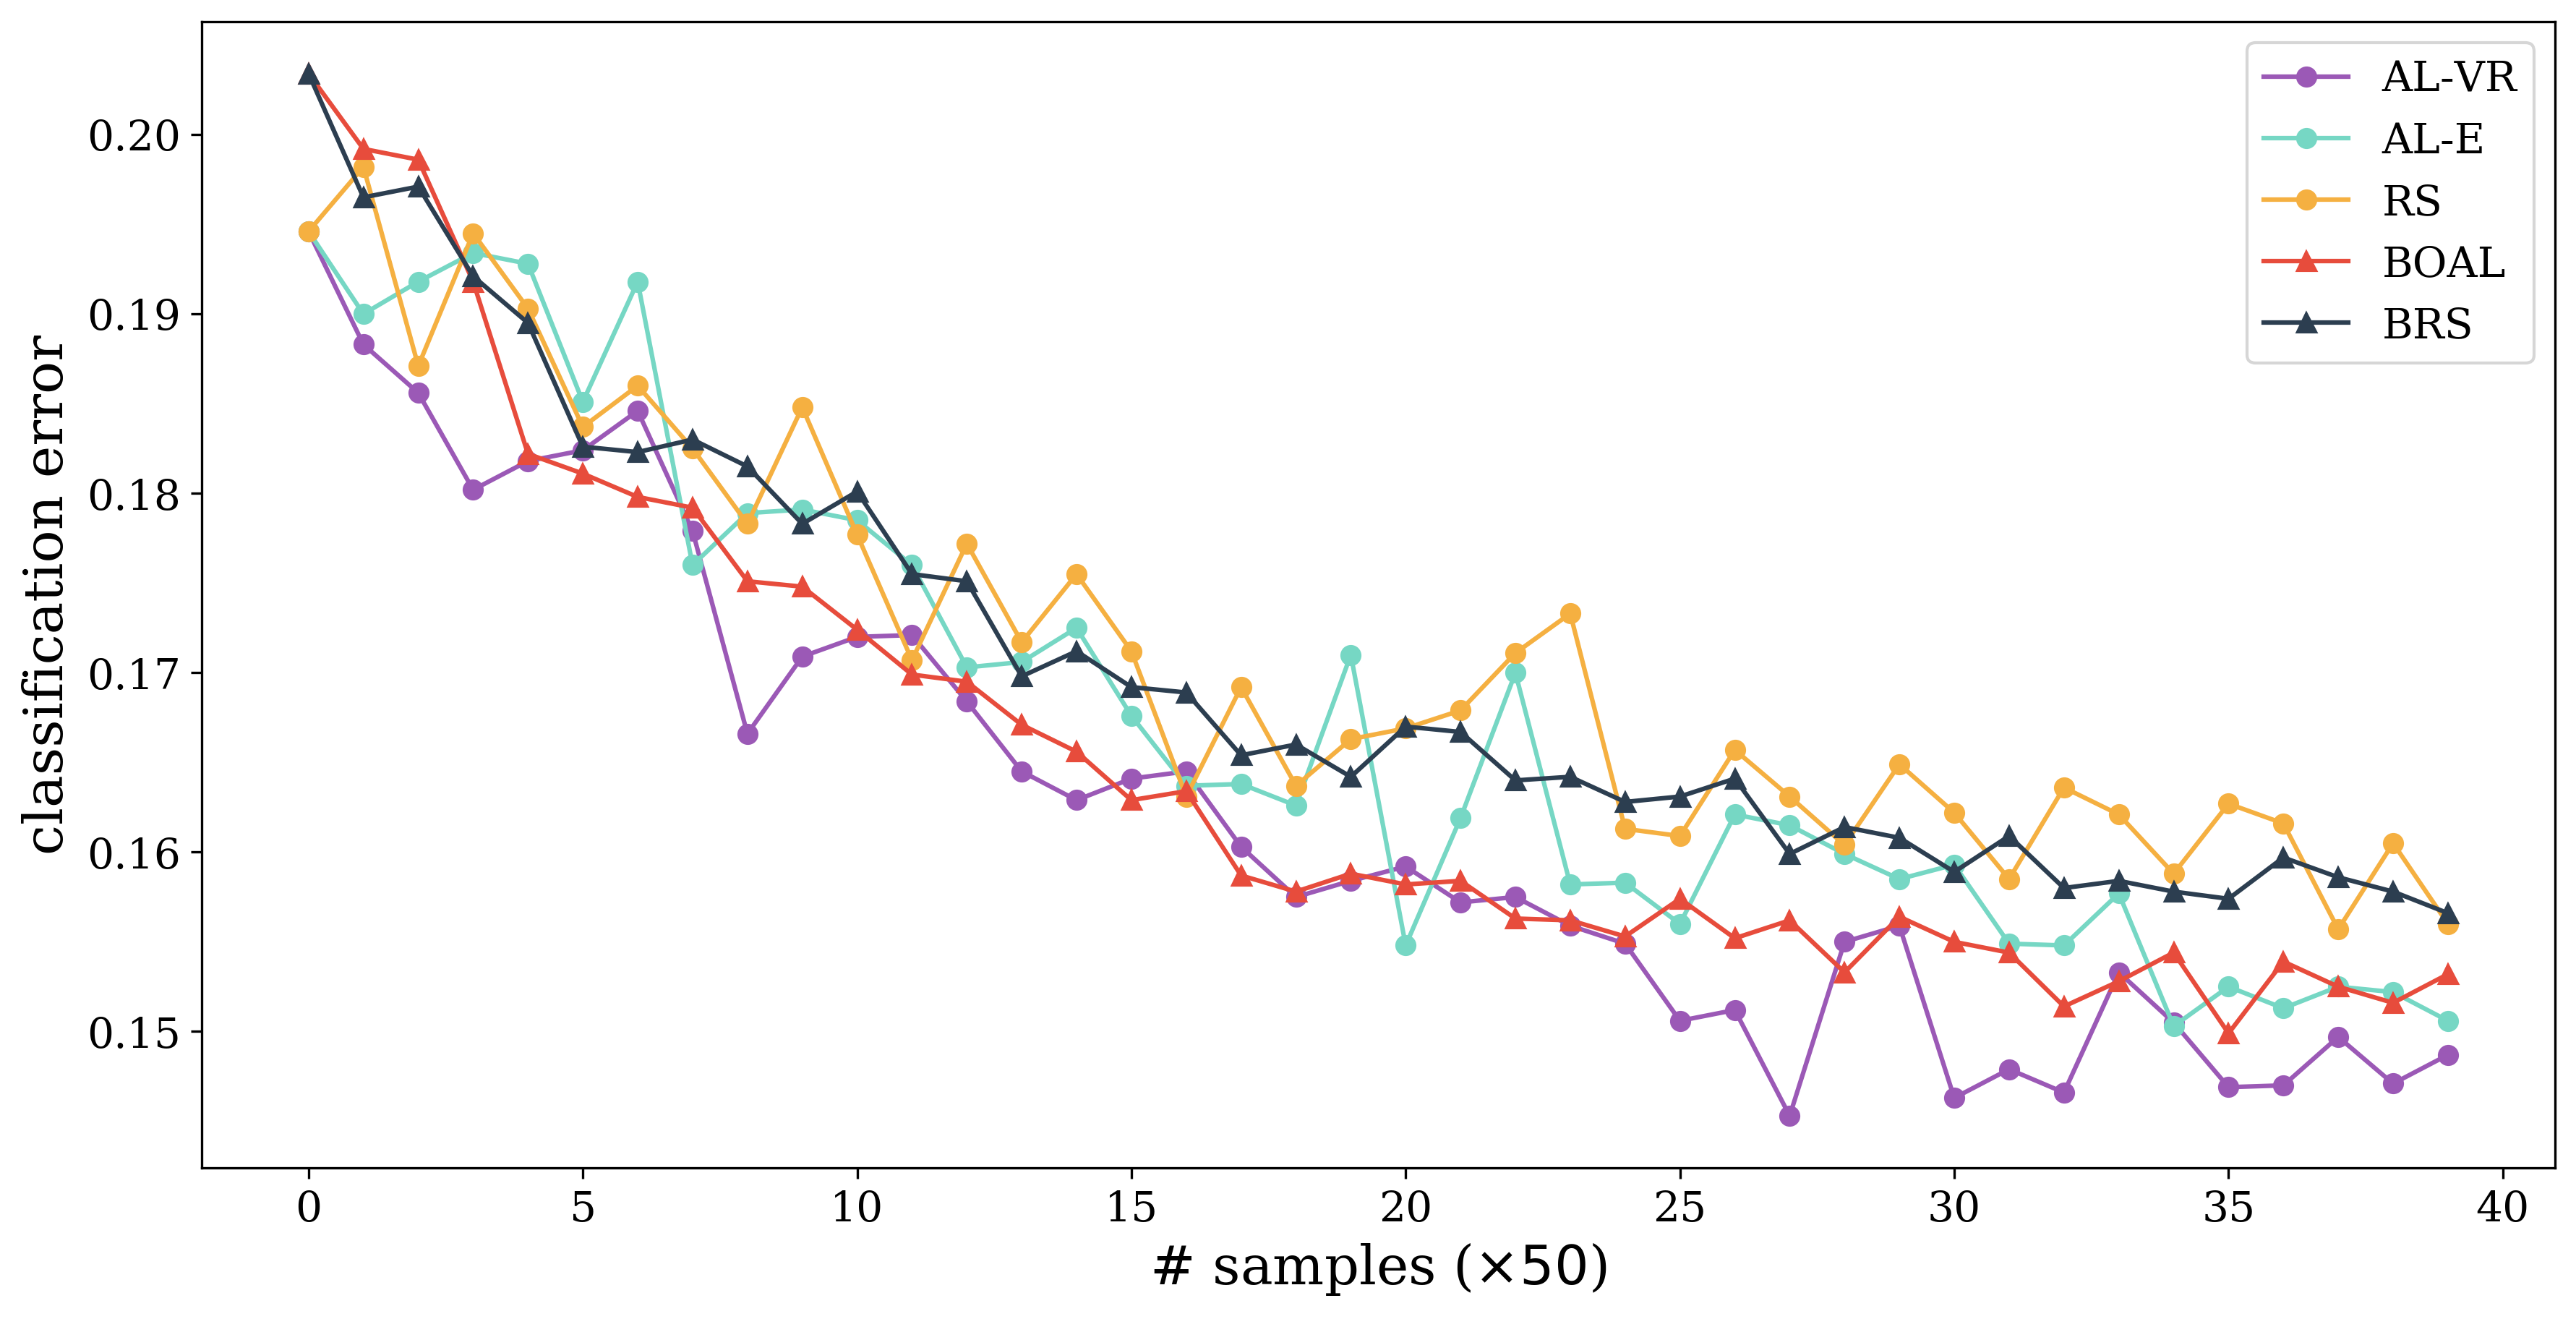 classification error
0.20
0.19
0.18
0.17
0.16
0.15
0 5 10 15 20 25 30 35 40
# samples (×50)
AL-VR
AL-E
RS
BOAL
BRS